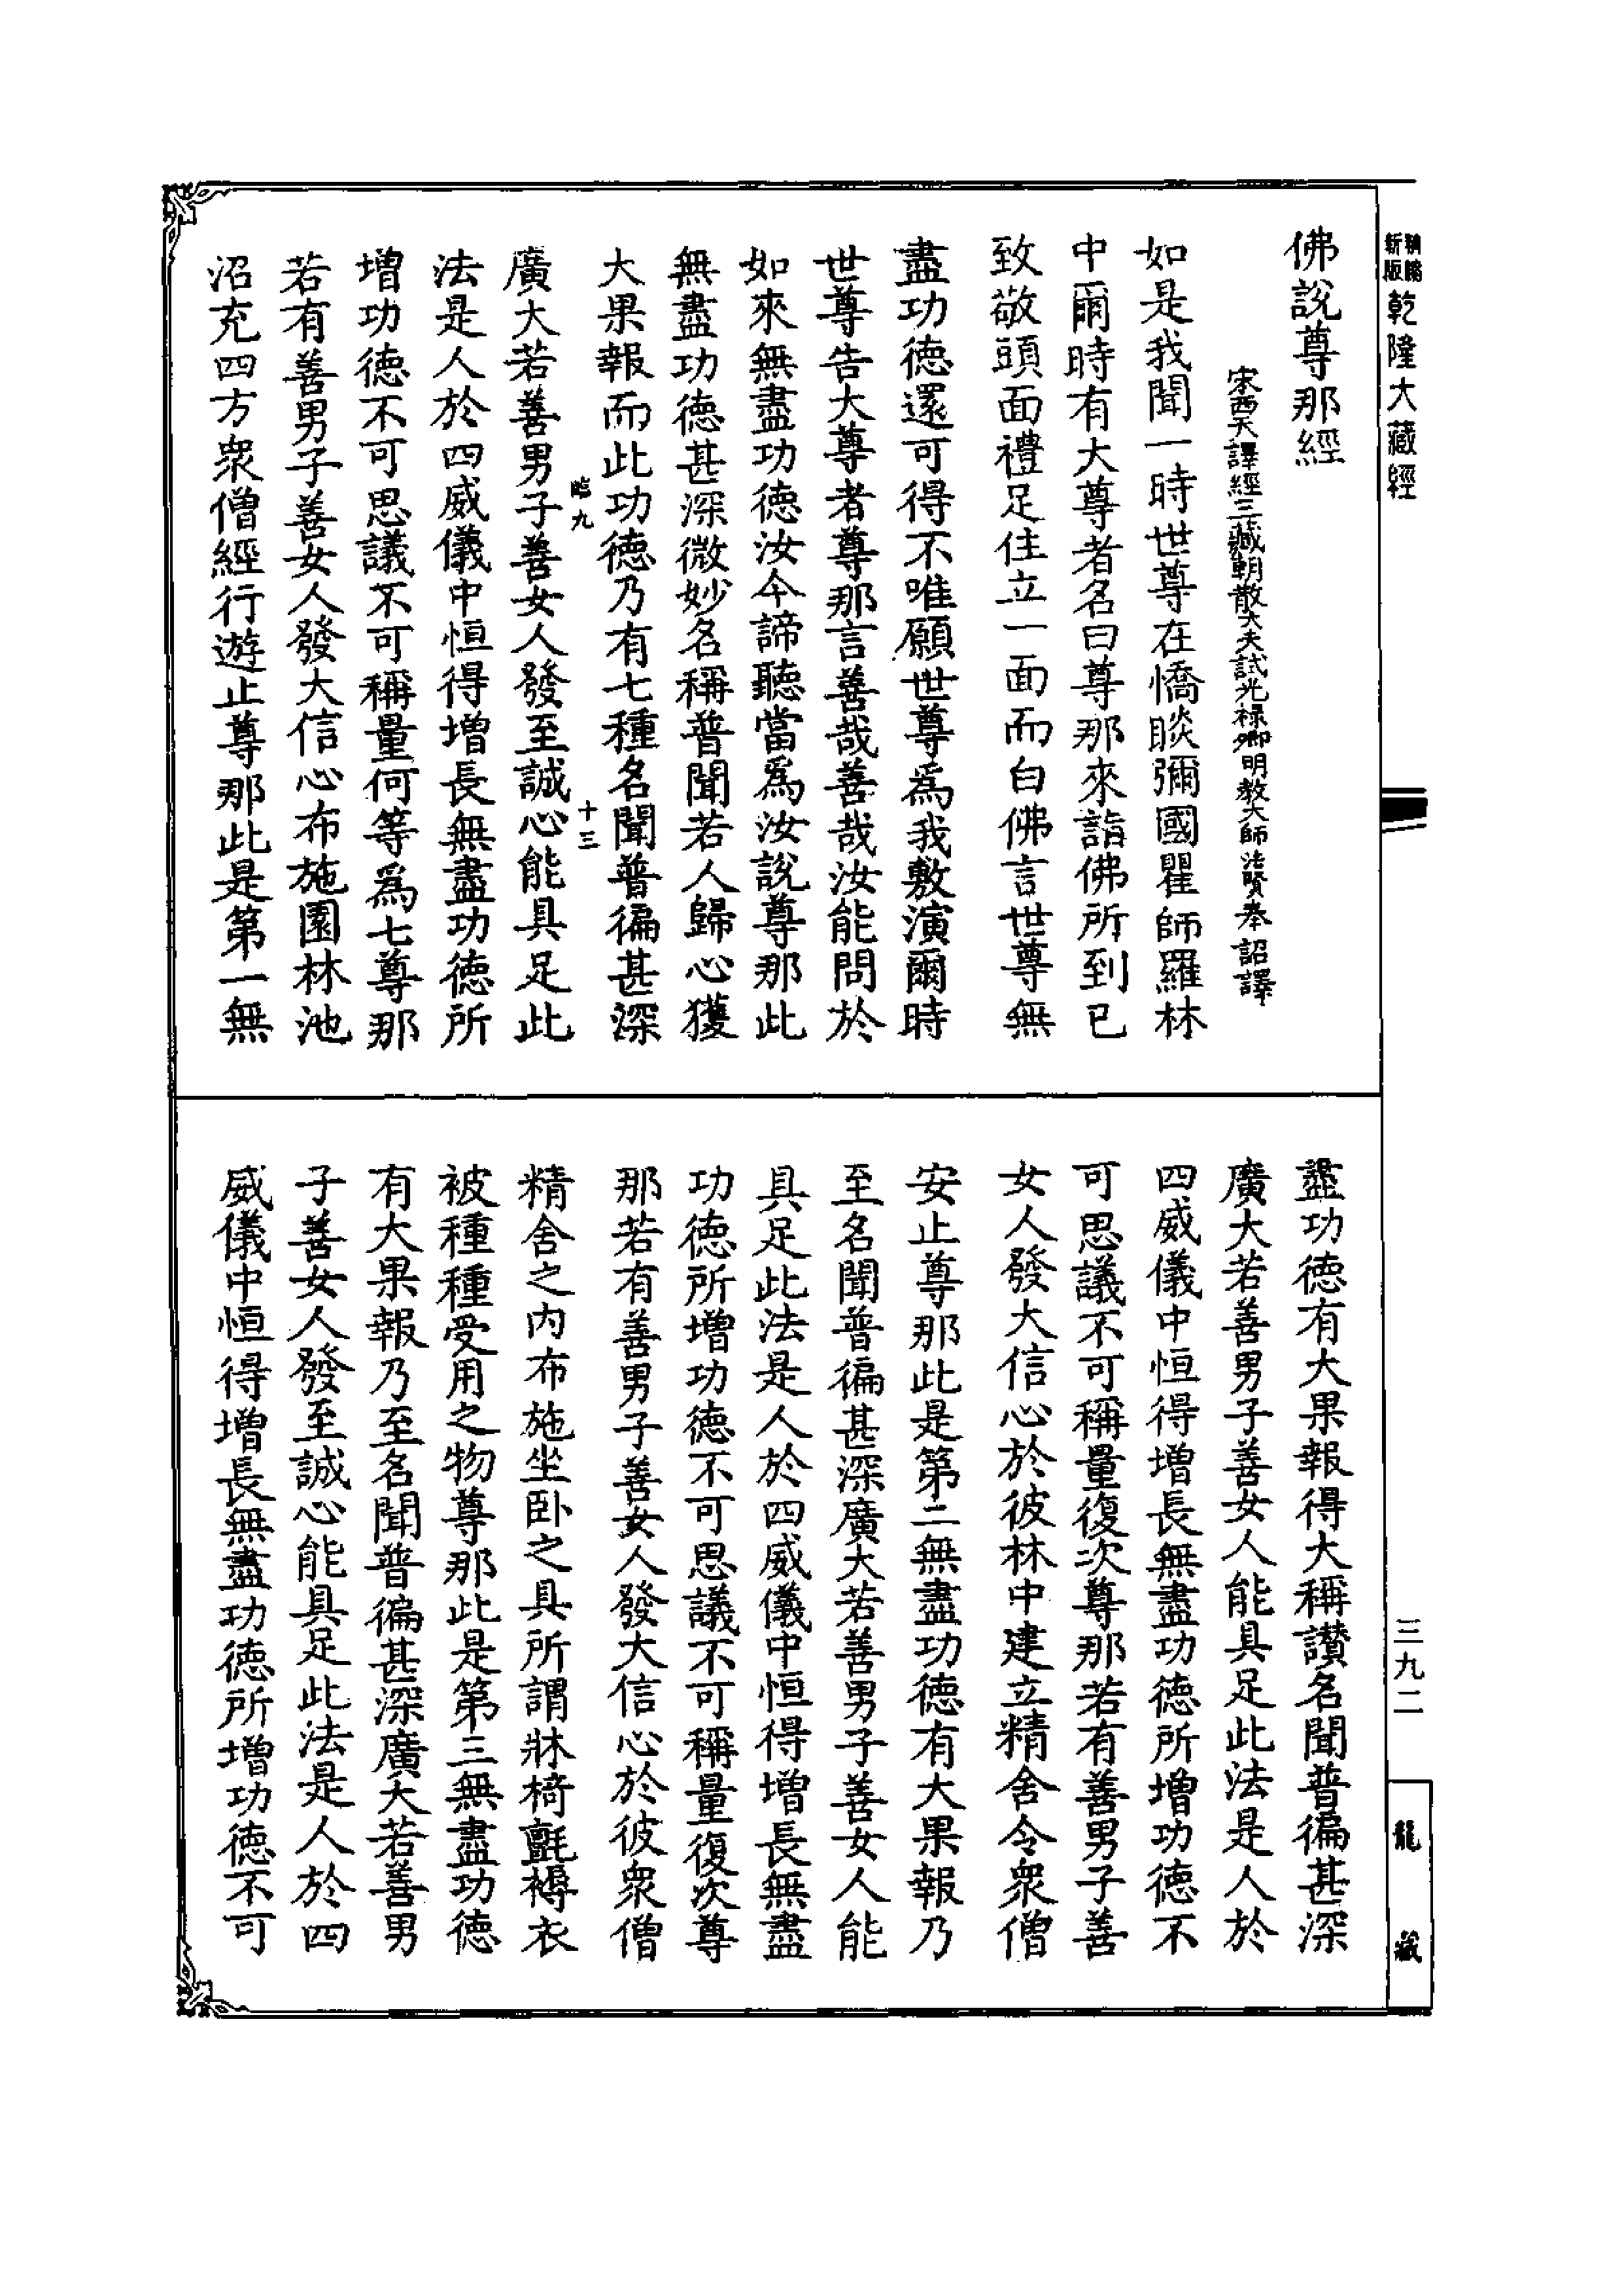 新版
精縮
乾隆大藏經
佛說尊那經
宋西天譯經三藏朝散大夫試光祿卿明教大師法賢奉 詔譯
如是我聞一時世尊在憍睒彌國瞿師羅林
中爾時有大尊者名曰尊那來詣佛所到已
致敬頭面禮足住立一面而白佛言世尊無
盡功德還可得不唯願世尊為我敷演爾時
世尊告大尊者尊那言善哉善哉汝能問於
如來無盡功德汝今諦聽當為汝說尊那此
無盡功德甚深微妙名稱普聞若人歸心獲
大果報而此功德乃有七種名聞普徧甚深
臨九
十三
廣大若善男子善女人發至誠心能具足此
法是人於四威儀中恒得增長無盡功德所
增功德不可思議不可稱量何等為七尊那
若有善男子善女人發大信心布施園林池
沼充四方眾僧經行遊止尊那此是第一無
盡功德有大果報得大稱讚名聞普徧甚深
廣大若善男子善女人能具足此法是人於
四威儀中恒得增長無盡功德所增功德不
可思議不可稱量復次尊那若有善男子善
女人發大信心於彼林中建立精舍令眾僧
安止尊那此是第二無盡功德有大果報乃
至名聞普徧甚深廣大若善男子善女人能
具足此法是人於四威儀中恒得增長無盡
功德所增功德不可思議不可稱量復次尊
那若有善男子善女人發大信心於彼眾僧
精舍之內布施坐臥之具所謂牀椅氈褥衣
被種種受用之物尊那此是第三無盡功德
有大果報乃至名聞普徧甚深廣大若善男
子善女人發至誠心能具足此法是人於四
威儀中恒得增長無盡功德所增功德不可
三九二
龍藏